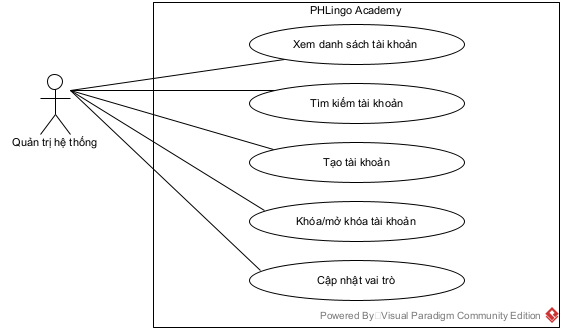 PHLingo Academy
Xem danh sách tài khoản
Tìm kiếm tài khoản
Quản trị hệ thống
Tạo tài khoản
Khóa/mở khóa tài khoản
Cập nhật vai trò
Powered By Visual Paradigm Community Edition